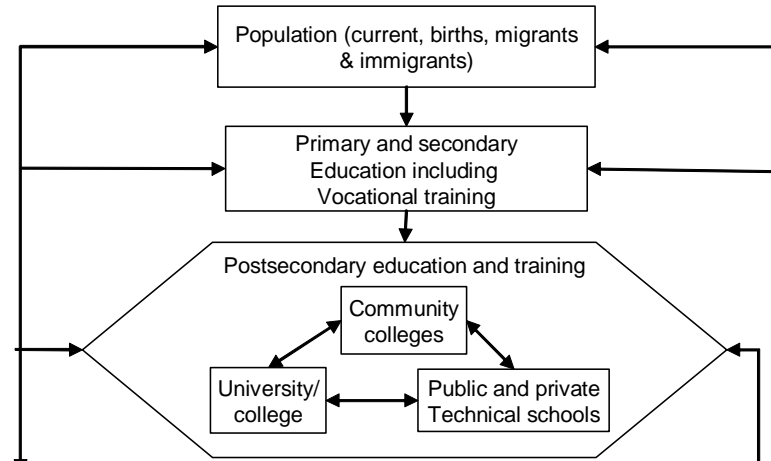 Population (current, births, migrants
& immigrants)
Primary and secondary
Education including
Vocational training
Postsecondary education and training
Community
colleges
University/
college
Public and private
Technical schools